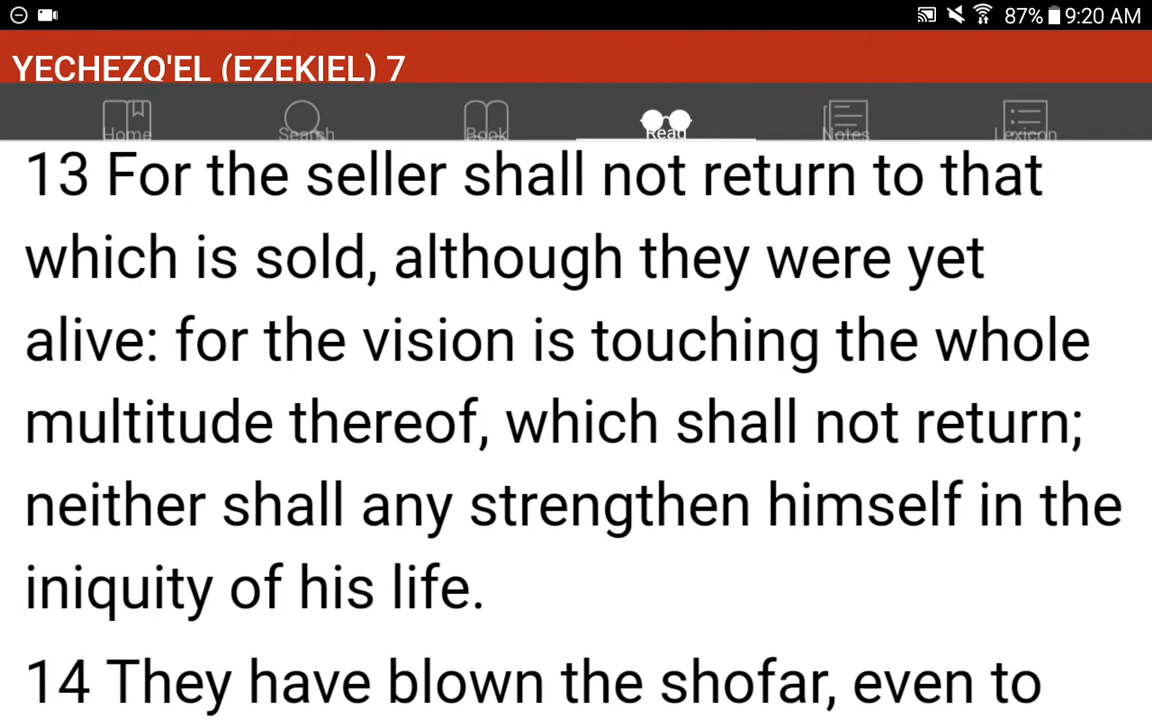 87% 9:20 AM
YECHEZQ'EL (EZEKIEL) 7
Home Search Book Read Notes Lexicon
13 For the seller shall not return to that
which is sold, although they were yet
alive: for the vision is touching the whole
multitude thereof, which shall not return;
neither shall any strengthen himself in the
iniquity of his life.
14 They have blown the shofar, even to